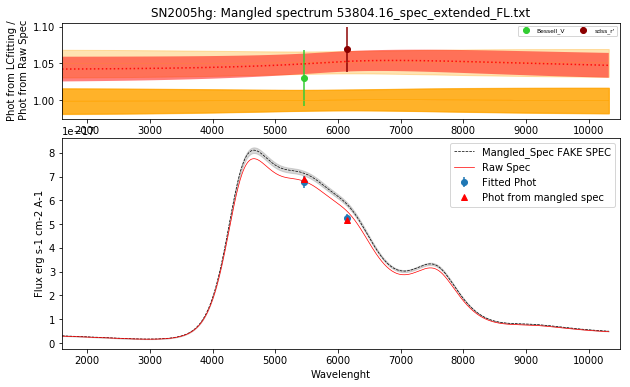 SN2005hg: Mangled spectrum 53804.16_spec_extended_FL.txt
Phot from LCfitting /
Phot from Raw Spec
1.10
1.05
1.00
Bessell_V
sdss_r'
2000 3000 4000 5000 6000 7000 8000 9000 10000
1e−17
Flux erg s-1 cm-2 A-1
8
7
6
5
4
3
2
1
0
Mangled_Spec FAKE SPEC
Raw Spec
Fitted Phot
Phot from mangled spec
2000 3000 4000 5000 6000 7000 8000 9000 10000
Wavelenght